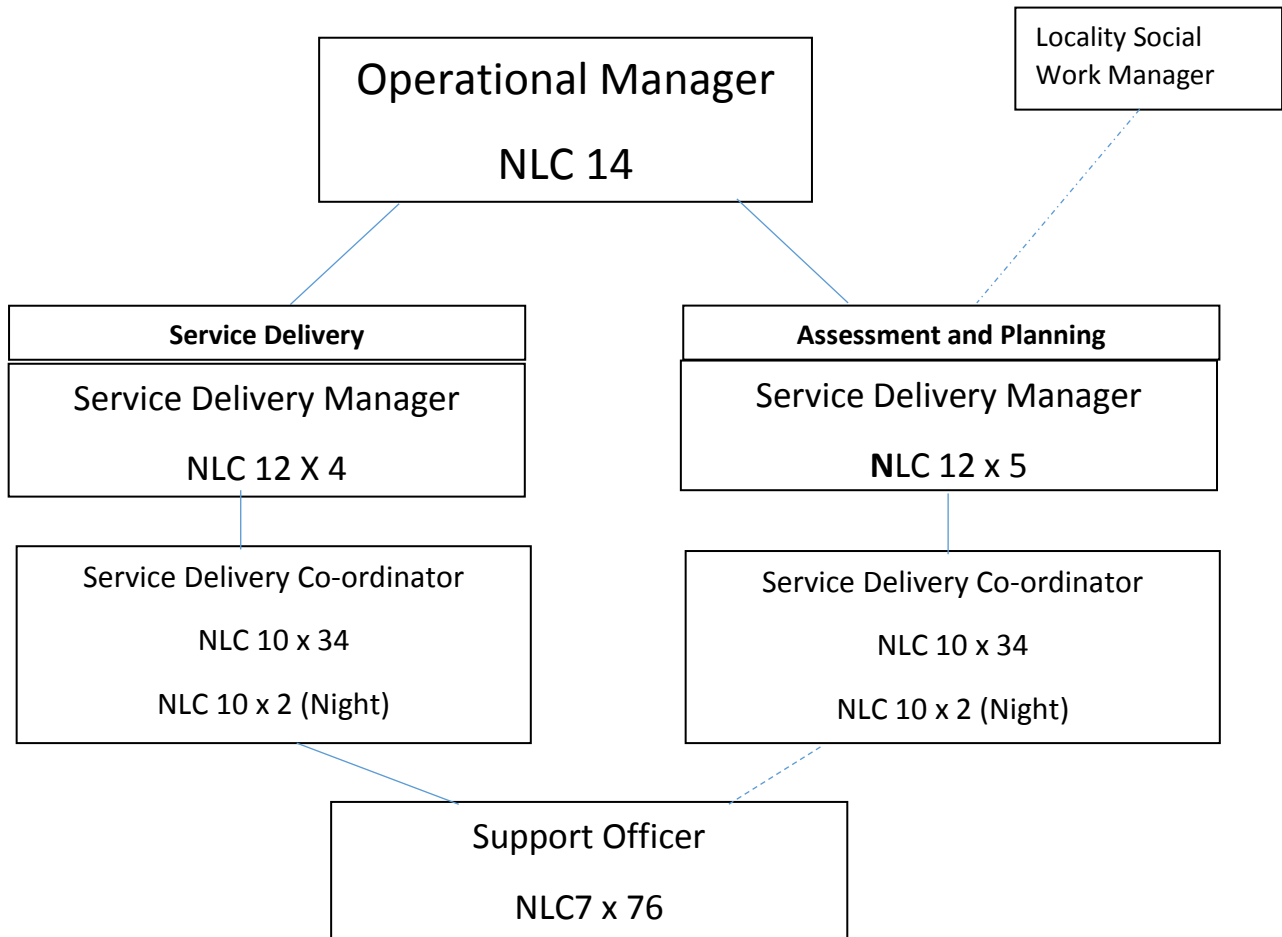 Operational Manager
NLC 14
Locality Social
Work Manager
Service Delivery
Service Delivery Manager
NLC 12 X 4
Assessment and Planning
Service Delivery Manager
NLC 12 x 5
Service Delivery Co-ordinator
NLC 10 x 34
NLC 10 x 2 (Night)
Service Delivery Co-ordinator
NLC 10 x 34
NLC 10 x 2 (Night)
Support Officer
NLC7 x 76